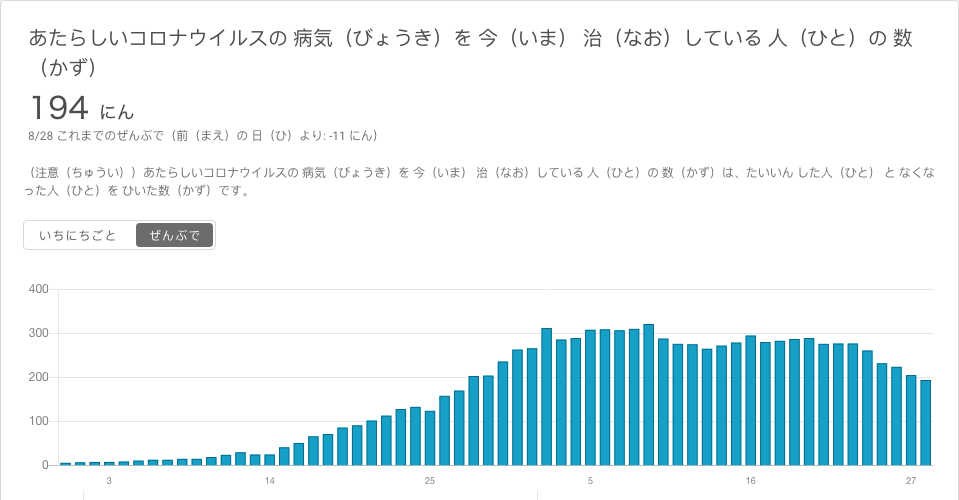 あたらしいコロナウイルスの 病気（びょうき）を 今（いま） 治（なお）している 人（ひと）の 数
（かず）
194 にん
8/28 これまでのぜんぶで（前（まえ）の 日（ひ）より: -11 にん）
（注意（ちゅうい））あたらしいコロナウイルスの 病気（びょうき）を 今（いま） 治（なお）している 人（ひと）の 数（かず）は、たいいん した人（ひと） と なくな
った人（ひと）を ひいた数（かず）です。
いちにちごと ぜんぶで
400
300
200
100
0
3 14 25 5 16 27